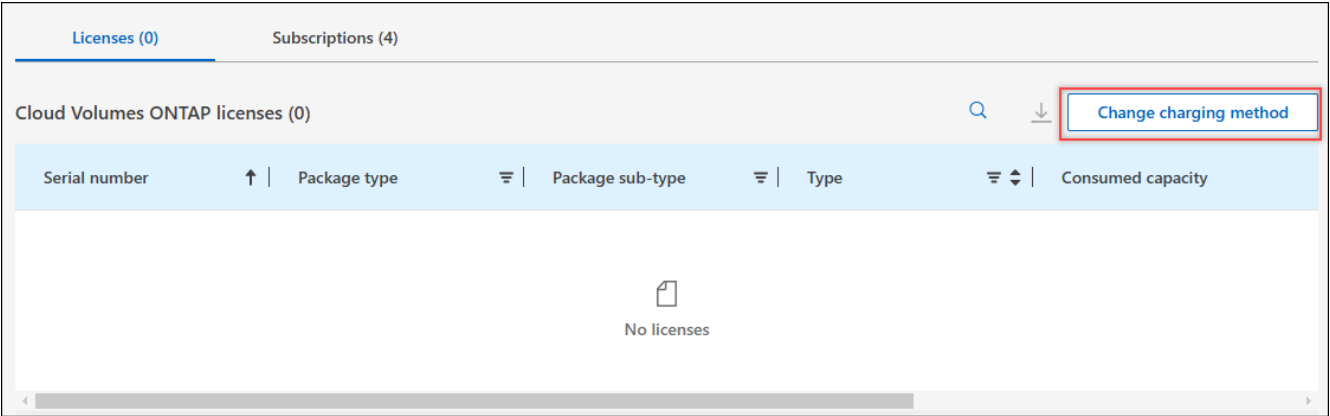 Licenses (0) Subscriptions (4)
Cloud Volumes ONTAP licenses (0) Change charging method
Serial number Package type Package sub-type Type Consumed capacity
No licenses